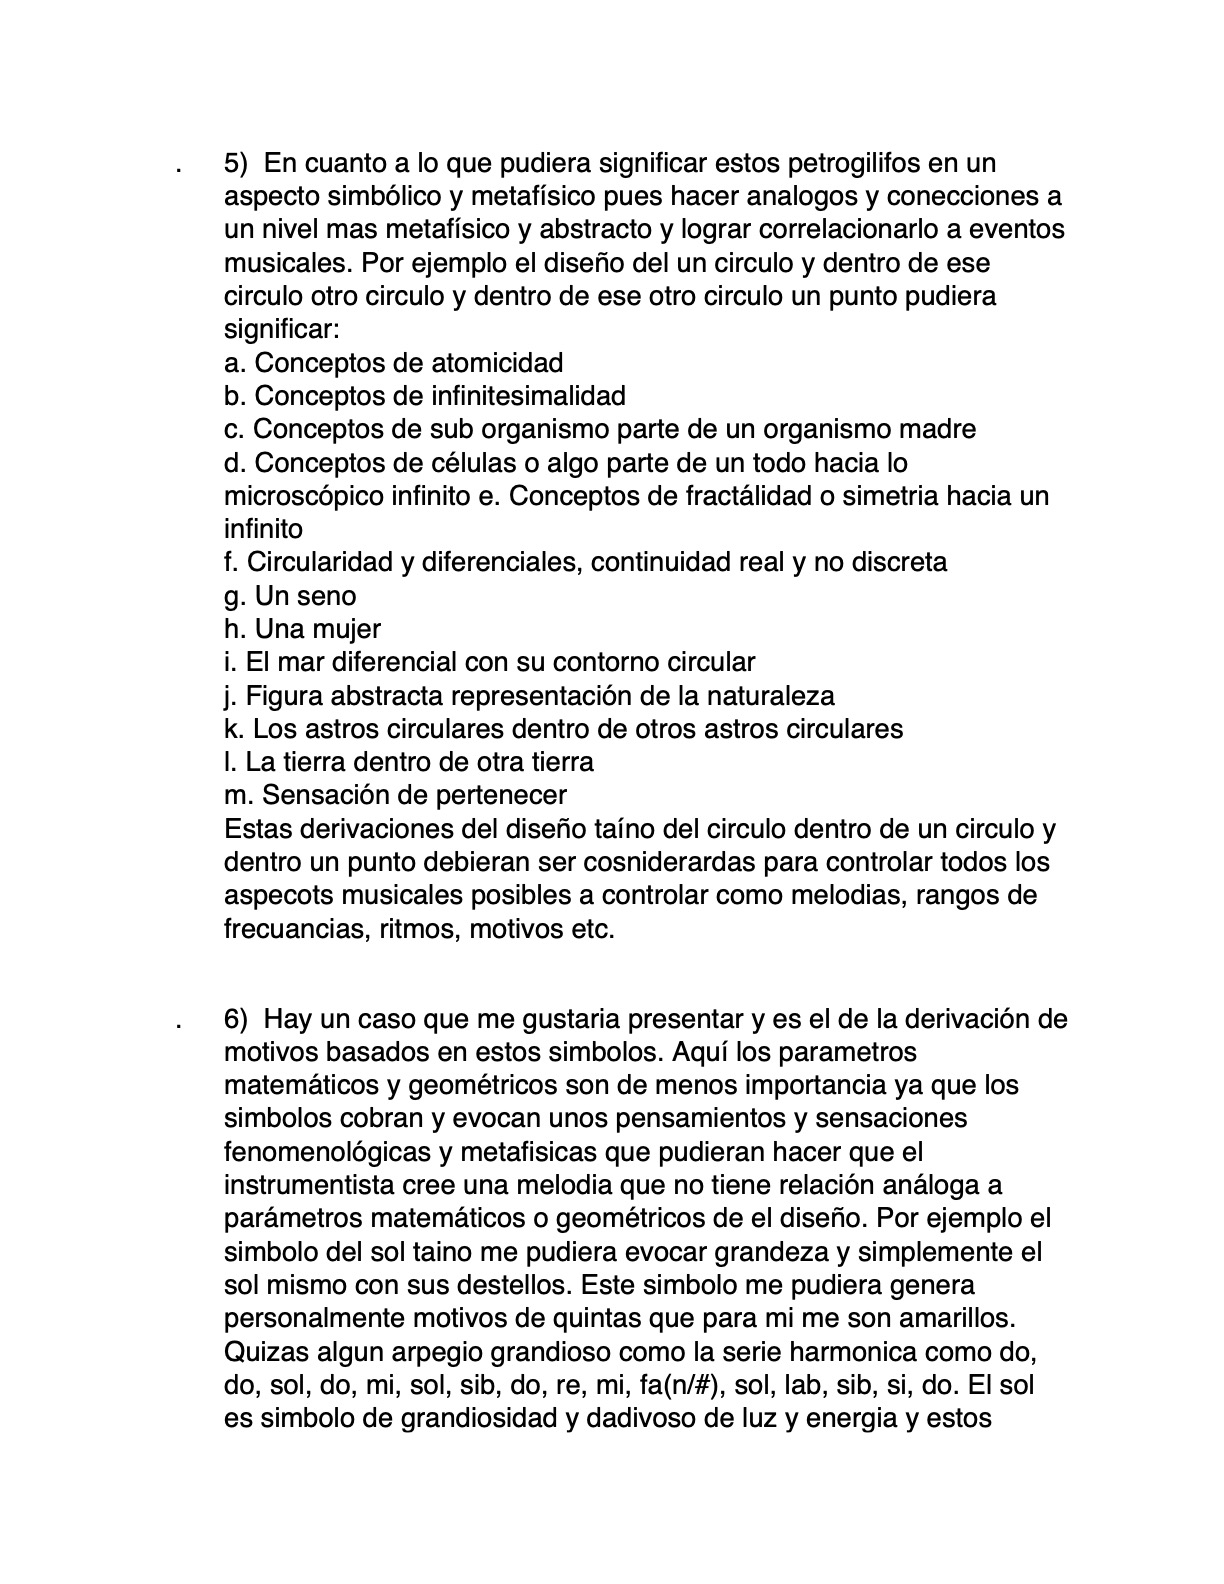 . 5) En cuanto a lo que pudiera significar estos petrogilifos en un
aspecto simbólico y metafísico pues hacer analogos y conecciones a
un nivel mas metafísico y abstracto y lograr correlacionarlo a eventos
musicales. Por ejemplo el diseño del un circulo y dentro de ese
circulo otro circulo y dentro de ese otro circulo un punto pudiera
significar:
a. Conceptos de atomicidad
b. Conceptos de infinitesimalidad
c. Conceptos de sub organismo parte de un organismo madre
d. Conceptos de células o algo parte de un todo hacia lo
microscópico infinito e. Conceptos de fractálidad o simetria hacia un
infinito
f. Circularidad y diferenciales, continuidad real y no discreta
g. Un seno
h. Una mujer
i. El mar diferencial con su contorno circular
j. Figura abstracta representación de la naturaleza
k. Los astros circulares dentro de otros astros circulares
l. La tierra dentro de otra tierra
m. Sensación de pertenecer
Estas derivaciones del diseño taíno del circulo dentro de un circulo y
dentro un punto debieran ser cosniderardas para controlar todos los
aspecots musicales posibles a controlar como melodias, rangos de
frecuancias, ritmos, motivos etc.
. 6) Hay un caso que me gustaria presentar y es el de la derivación de
motivos basados en estos simbolos. Aquí los parametros
matemáticos y geométricos son de menos importancia ya que los
simbolos cobran y evocan unos pensamientos y sensaciones
fenomenológicas y metafisicas que pudieran hacer que el
instrumentista cree una melodia que no tiene relación análoga a
parámetros matemáticos o geométricos de el diseño. Por ejemplo el
simbolo del sol taino me pudiera evocar grandeza y simplemente el
sol mismo con sus destellos. Este simbolo me pudiera genera
personalmente motivos de quintas que para mi me son amarillos.
Quizas algun arpegio grandioso como la serie harmonica como do,
do, sol, do, mi, sol, sib, do, re, mi, fa(n/#), sol, lab, sib, si, do. El sol
es simbolo de grandiosidad y dadivoso de luz y energia y estos